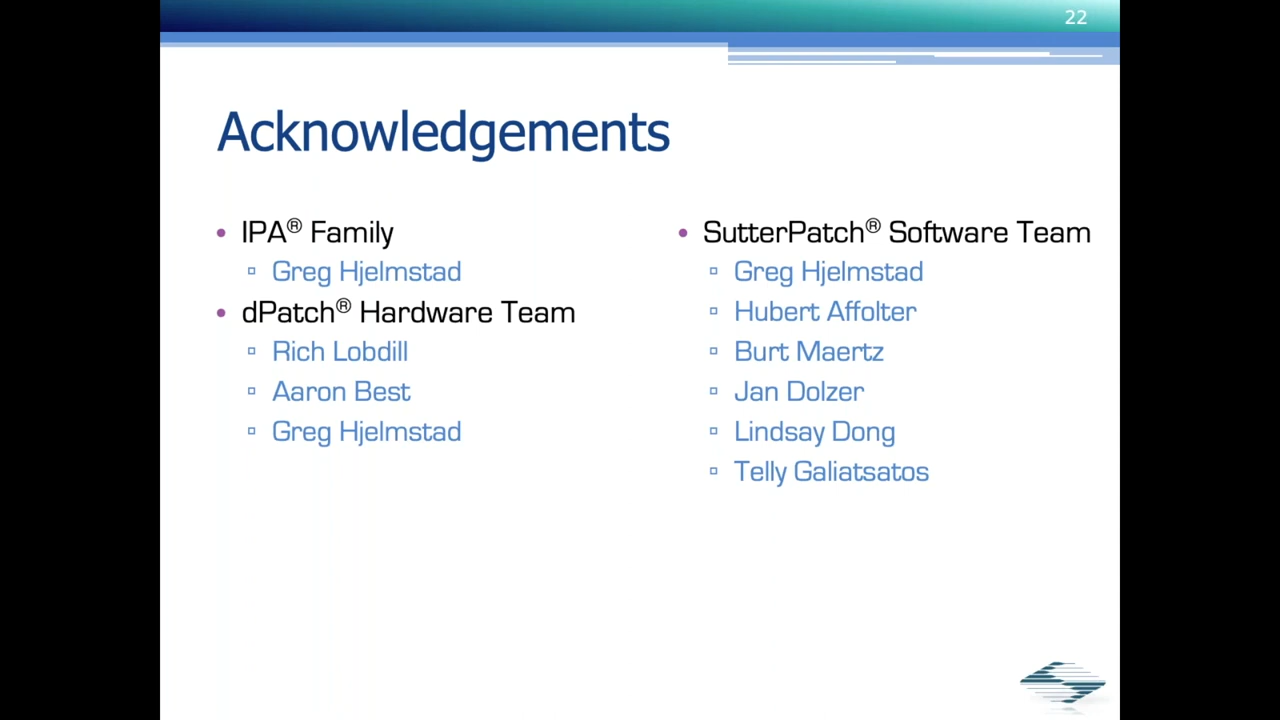 22
Acknowledgements
• IPA® Family
▫ Greg Hjelmstad
• dPatch® Hardware Team
▫ Rich Lobdill
▫ Aaron Best
▫ Greg Hjelmstad
• SutterPatch® Software Team
▫ Greg Hjelmstad
▫ Hubert Affolter
▫ Burt Maertz
▫ Jan Dolzer
▫ Lindsay Dong
▫ Telly Galiatsatos